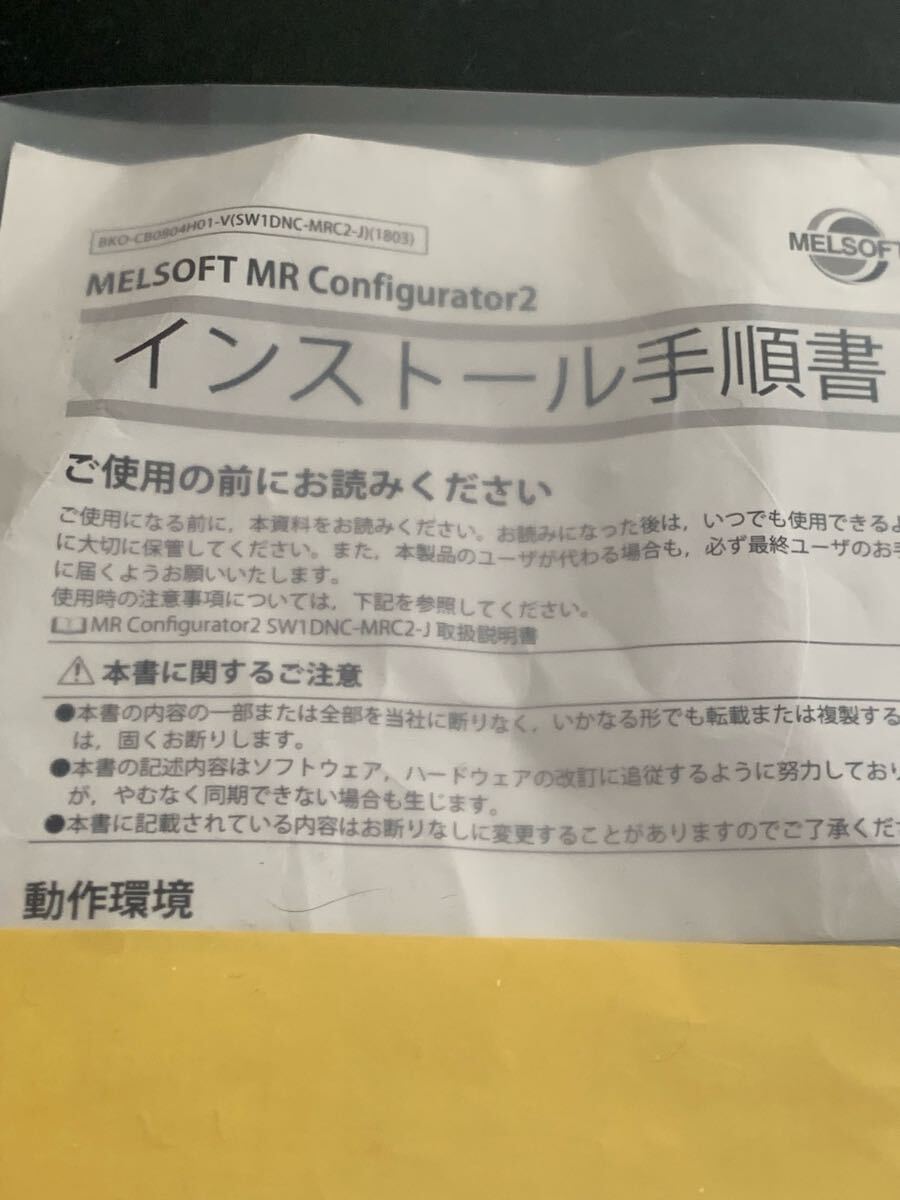 BKO-CB0804H01-V(SW1DNC-MRC2-J)(1803)
MELSOFT
MELSOFT MR Configurator2
インストール手順書
ご使用の前にお読みください
ご使用になる前に，本資料をお読みください。お読みになった後は，いつでも使用できるよ
に大切に保管してください。また，本製品のユーザが代わる場合も，必ず最終ユーザのお手
に届くようお願いいたします。
使用時の注意事項については，下記を参照してください。
MR Configurator2 SW1DNC-MRC2-J 取扱説明書
本書に関するご注意
●本書の内容の一部または全部を当社に断りなく，いかなる形でも転載または複製する
は，固くお断りします。
●本書の記述内容はソフトウェア，ハードウェアの改訂に追従するように努力しており
が，やむなく同期できない場合も生じます。
●本書に記載されている内容はお断りなしに変更することがありますのでご了承くだ
動作環境